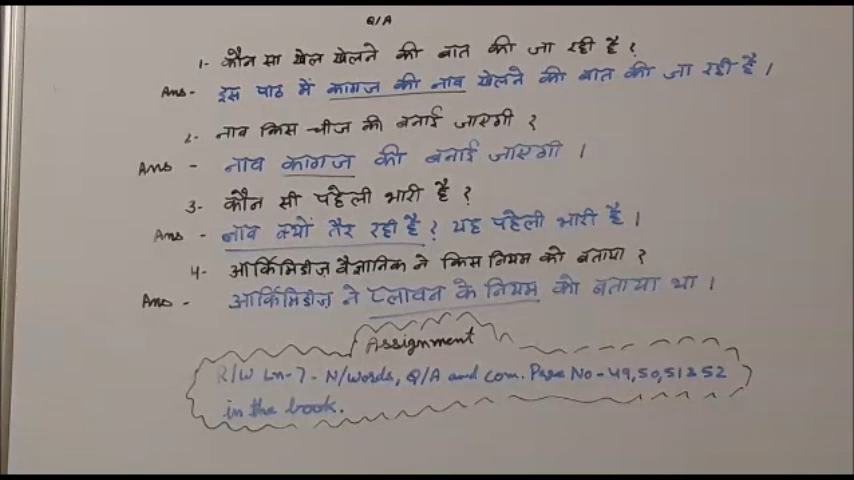 Q/A
1- कौन सा खेल खेलने की बात की जा रही है ?
Ans - इस पाठ में कागज की नाव खेलने की बात की जा रही है ।
2- नाव किस चीज की बनाई जाएगी ?
Ans - नाव कागज की बनाई जाएगी ।
3- कौन सी पहेली भारी है ?
Ans - नाव क्यों तैर रही है ? यह पहेली भारी है ।
4- आर्किमिडीज़ वैज्ञानिक ने किस नियम को बताया ?
Ans - आर्किमिडीज़ ने प्लावन के नियम को बताया था ।
Assignment
R/W Ln-7- N/words, Q/A and com. Page No-49,50,51&52
in the book.